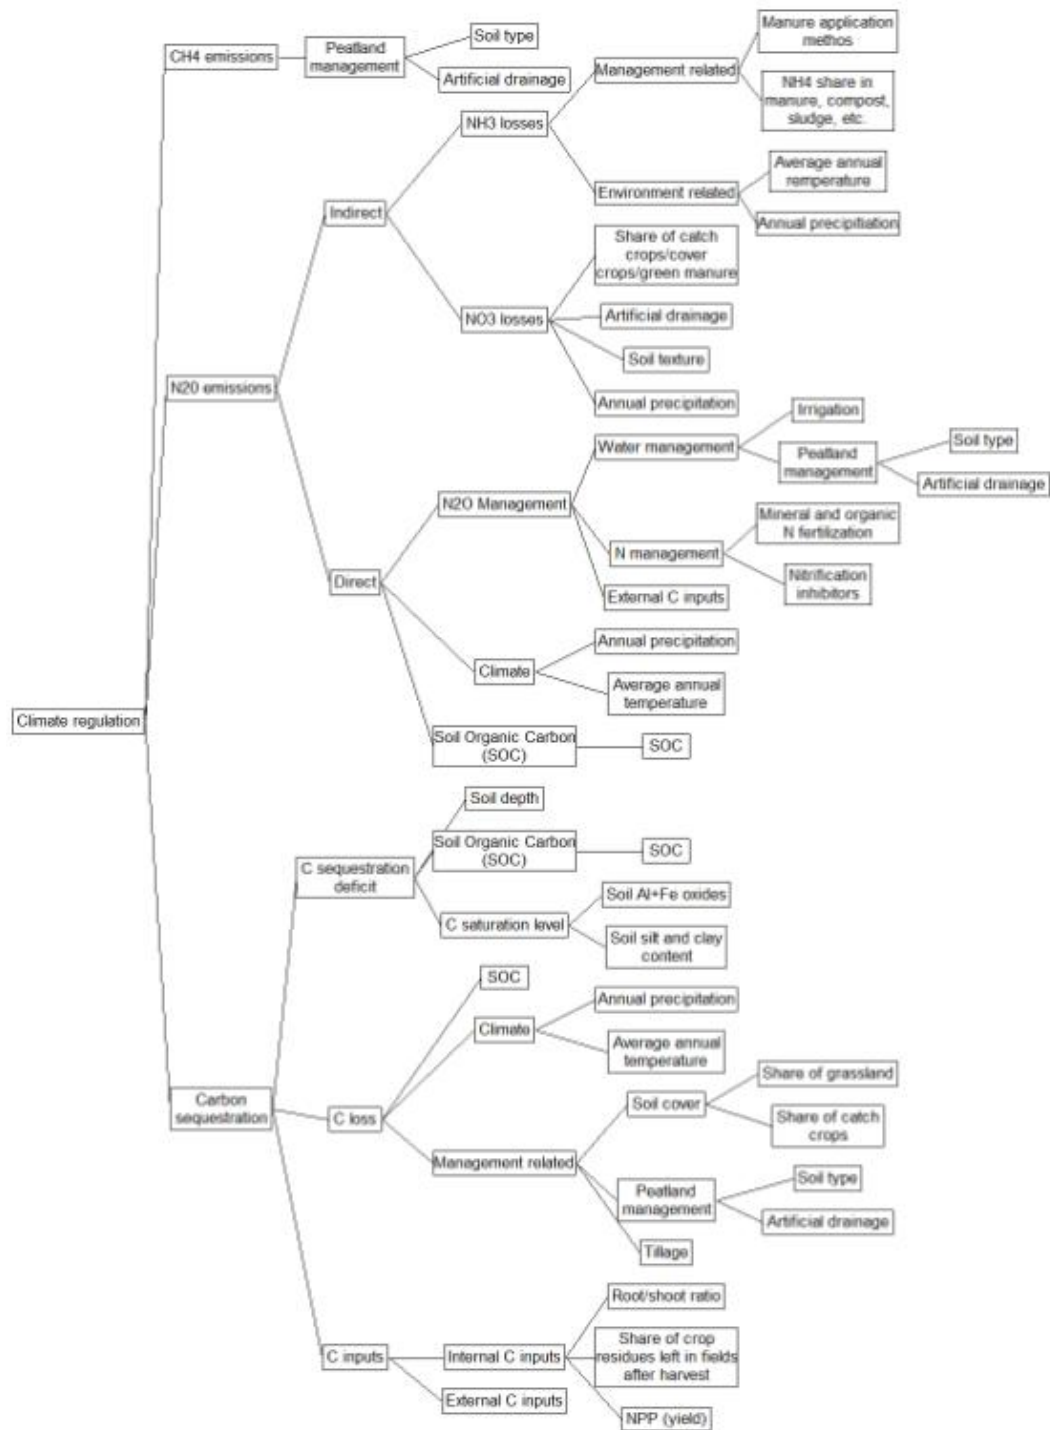 CH4 emissions
Peatland
management
Soil type
Artificial drainage
Manure application
methos
Management related
NH4 share in
manure, compost,
sludge, etc.
NH3 losses
Average annual
remperature
Environment related
Annual precipitiation
Indirect
Share of catch
crops/cover
crops/green manure
NO3 losses
Artificial drainage
Soil texture
Annual precipitation
N20 emissions
Irrigation
Water management
Peatland
management
Soil type
Artificial drainage
N2O Management
Mineral and organic
N fertilization
N management
Nitrification
inhibitors
Direct
External C inputs
Annual precipitation
Climate
Average annual
temperature
Climate regulation
Soil Organic Carbon
(SOC)
SOC
Soil depth
Soil Organic Carbon
(SOC)
SOC
C sequestration
deficit
Soil Al+Fe oxides
C saturation level
Soil silt and clay
content
SOC
Annual precipitation
Climate
Average annual
temperature
Share of grassland
Soil cover
Share of catch
crops
Carbon
sequestration
C loss
Management related
Soil type
Peatland
management
Artificial drainage
Tillage
Root/shoot ratio
C inputs
Internal C inputs
Share of crop
residues left in fields
after harvest
External C inputs
NPP (yield)